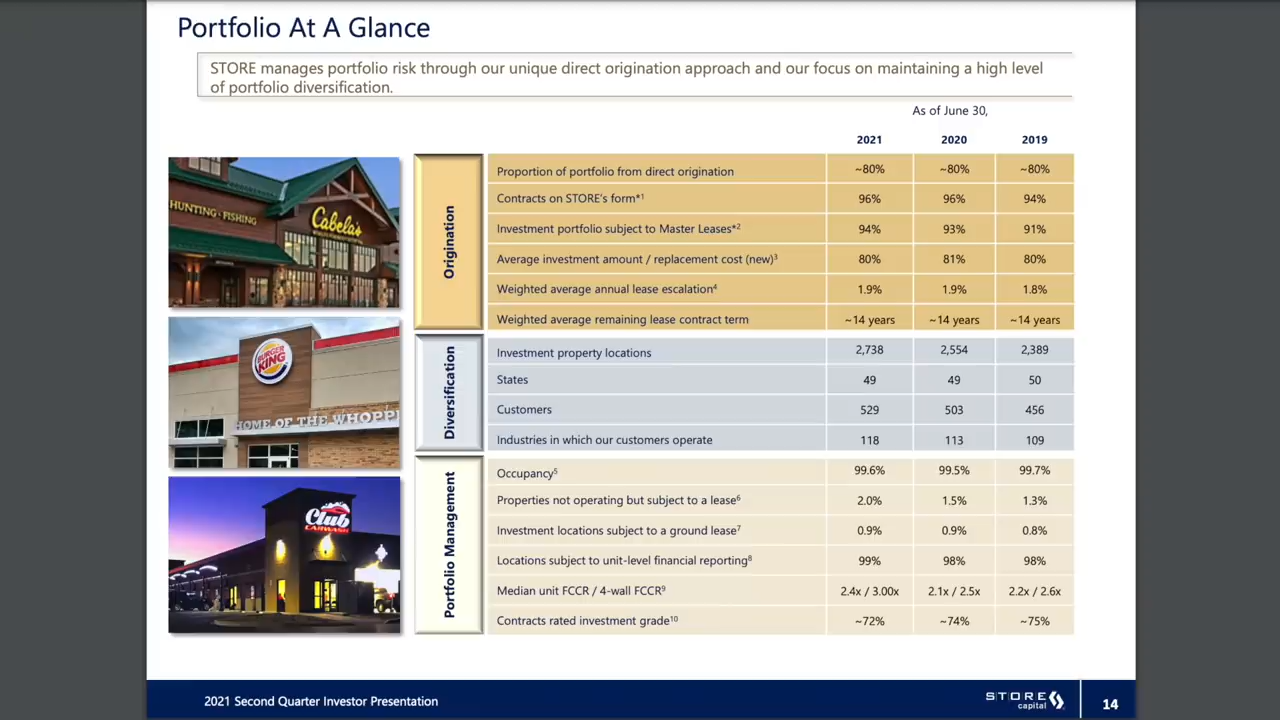 Portfolio At A Glance
STORE manages portfolio risk through our unique direct origination approach and our focus on maintaining a high level
of portfolio diversification.
As of June 30,
2021 2020 2019
HUNTING • FISHING
Cabela's
BURGER
KING
HOME OF THE WHOPP
Club
CARWASH
Origination
Proportion of portfolio from direct origination ~80% ~80% ~80%
Contracts on STORE's form*1 96% 96% 94%
Investment portfolio subject to Master Leases*2 94% 93% 91%
Average investment amount / replacement cost (new)3 80% 81% 80%
Weighted average annual lease escalation4 1.9% 1.9% 1.8%
Weighted average remaining lease contract term ~14 years ~14 years ~14 years
Diversification
Investment property locations 2,738 2,554 2,389
States 49 49 50
Customers 529 503 456
Industries in which our customers operate 118 113 109
Portfolio Management
Occupancy5 99.6% 99.5% 99.7%
Properties not operating but subject to a lease6 2.0% 1.5% 1.3%
Investment locations subject to a ground lease7 0.9% 0.9% 0.8%
Locations subject to unit-level financial reporting8 99% 98% 98%
Median unit FCCR / 4-wall FCCR9 2.4x / 3.00x 2.1x / 2.5x 2.2x / 2.6x
Contracts rated investment grade10 ~72% ~74% ~75%
2021 Second Quarter Investor Presentation
STORE
capital
14